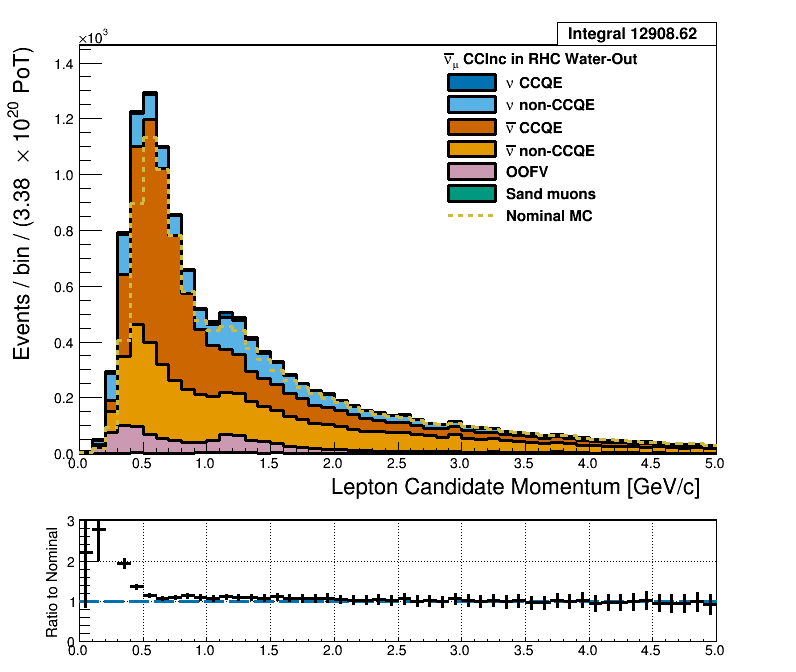 Integral 12908.62
×10³
ν̅μ CCInc in RHC Water-Out
ν CCQE
ν non-CCQE
ν̅ CCQE
ν̅ non-CCQE
OOFV
Sand muons
Nominal MC
Events / bin / (3.38 × 10²⁰ PoT)
1.4
1.2
1.0
0.8
0.6
0.4
0.2
0.0
0.0 0.5 1.0 1.5 2.0 2.5 3.0 3.5 4.0 4.5 5.0
Lepton Candidate Momentum [GeV/c]
Ratio to Nominal
3
2
1
0
0.0 0.5 1.0 1.5 2.0 2.5 3.0 3.5 4.0 4.5 5.0